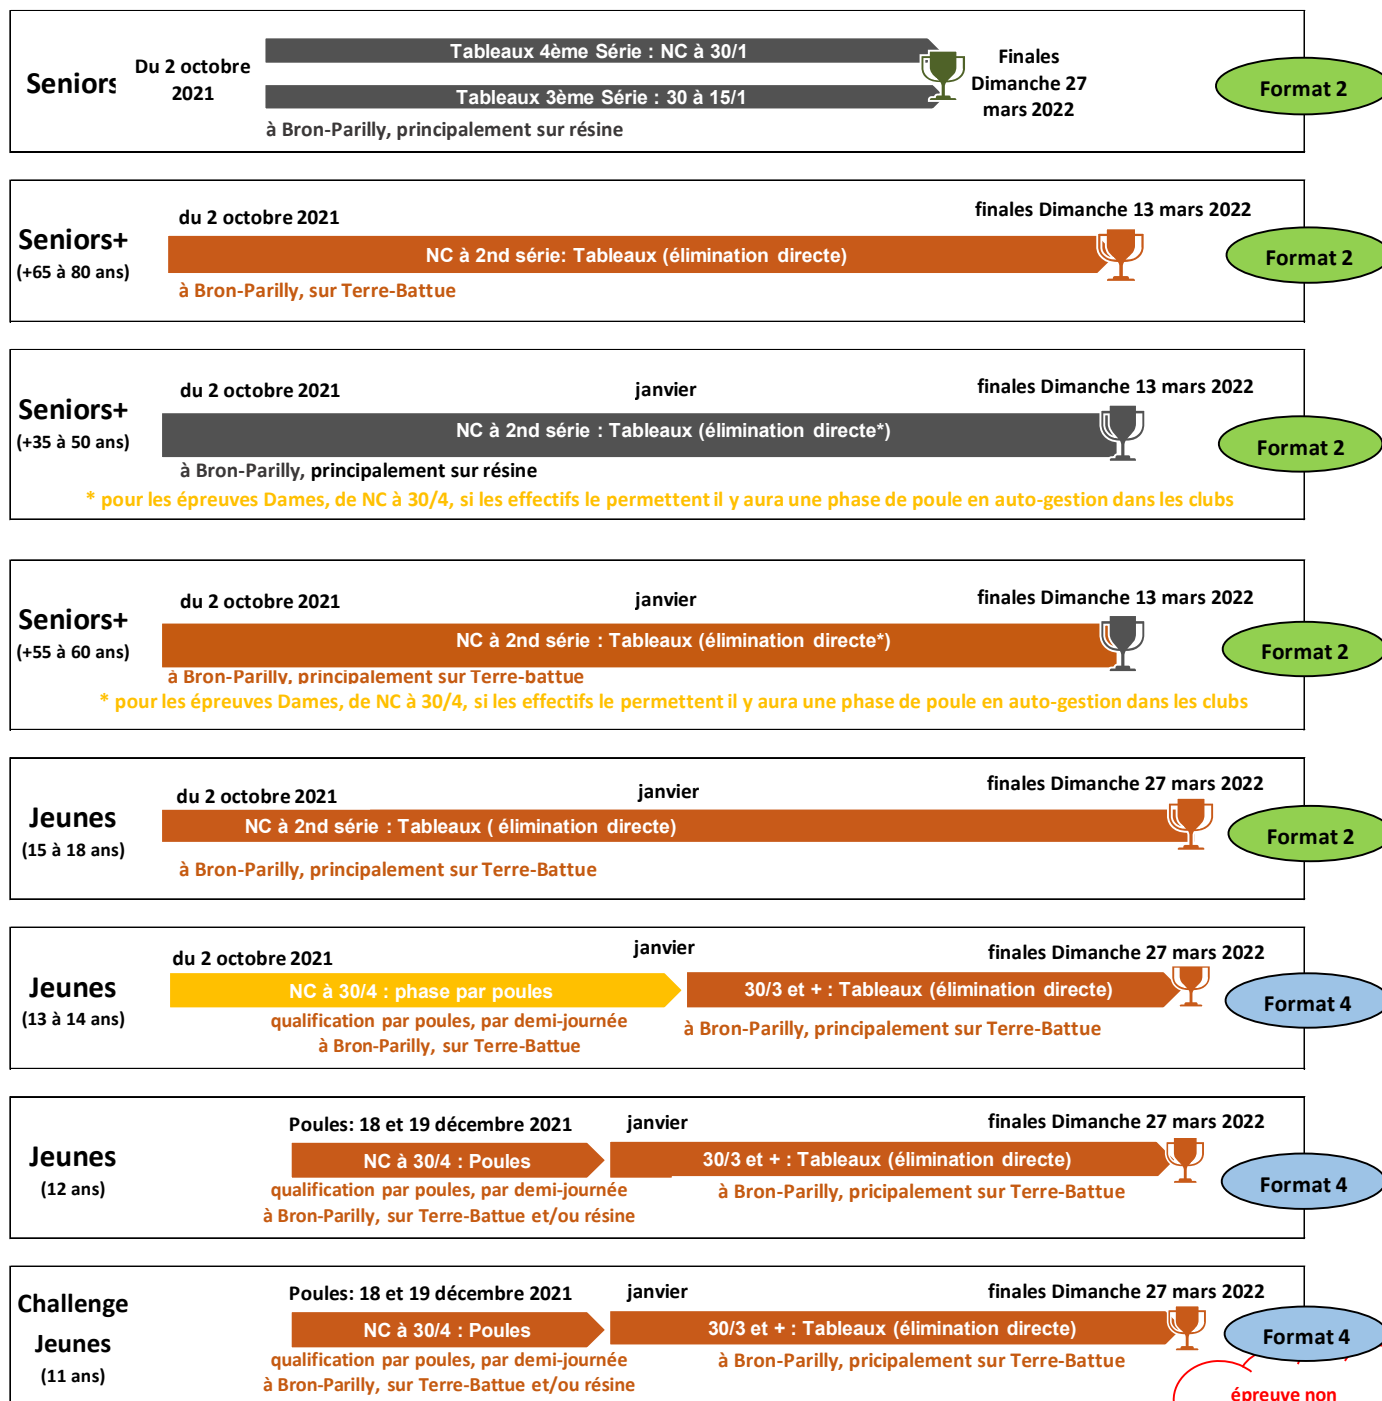 Seniors
Du 2 octobre
2021
Tableaux 4ème Série : NC à 30/1
Tableaux 3ème Série : 30 à 15/1
à Bron-Parilly, principalement sur résine
Finales
Dimanche 27
mars 2022
Format 2
Seniors+
(+65 à 80 ans)
du 2 octobre 2021
finales Dimanche 13 mars 2022
NC à 2nd série: Tableaux (élimination directe)
à Bron-Parilly, sur Terre-Battue
Format 2
Seniors+
(+35 à 50 ans)
du 2 octobre 2021
janvier
finales Dimanche 13 mars 2022
NC à 2nd série : Tableaux (élimination directe*)
à Bron-Parilly, principalement sur résine
* pour les épreuves Dames, de NC à 30/4, si les effectifs le permettent il y aura une phase de poule en auto-gestion dans les clubs
Format 2
Seniors+
(+55 à 60 ans)
du 2 octobre 2021
janvier
finales Dimanche 13 mars 2022
NC à 2nd série : Tableaux (élimination directe*)
à Bron-Parilly, principalement sur Terre-battue
* pour les épreuves Dames, de NC à 30/4, si les effectifs le permettent il y aura une phase de poule en auto-gestion dans les clubs
Format 2
Jeunes
(15 à 18 ans)
du 2 octobre 2021
janvier
finales Dimanche 27 mars 2022
NC à 2nd série : Tableaux ( élimination directe)
à Bron-Parilly, principalement sur Terre-Battue
Format 2
Jeunes
(13 à 14 ans)
du 2 octobre 2021
janvier
finales Dimanche 27 mars 2022
NC à 30/4 : phase par poules
30/3 et + : Tableaux (élimination directe)
qualification par poules, par demi-journée
à Bron-Parilly, sur Terre-Battue
à Bron-Parilly, principalement sur Terre-Battue
Format 4
Jeunes
(12 ans)
Poules: 18 et 19 décembre 2021
janvier
finales Dimanche 27 mars 2022
NC à 30/4 : Poules
30/3 et + : Tableaux (élimination directe)
qualification par poules, par demi-journée
à Bron-Parilly, sur Terre-Battue et/ou résine
à Bron-Parilly, pricipalement sur Terre-Battue
Format 4
Challenge
Jeunes
(11 ans)
Poules: 18 et 19 décembre 2021
janvier
finales Dimanche 27 mars 2022
NC à 30/4 : Poules
30/3 et + : Tableaux (élimination directe)
qualification par poules, par demi-journée
à Bron-Parilly, sur Terre-Battue et/ou résine
à Bron-Parilly, pricipalement sur Terre-Battue
Format 4
épreuve non